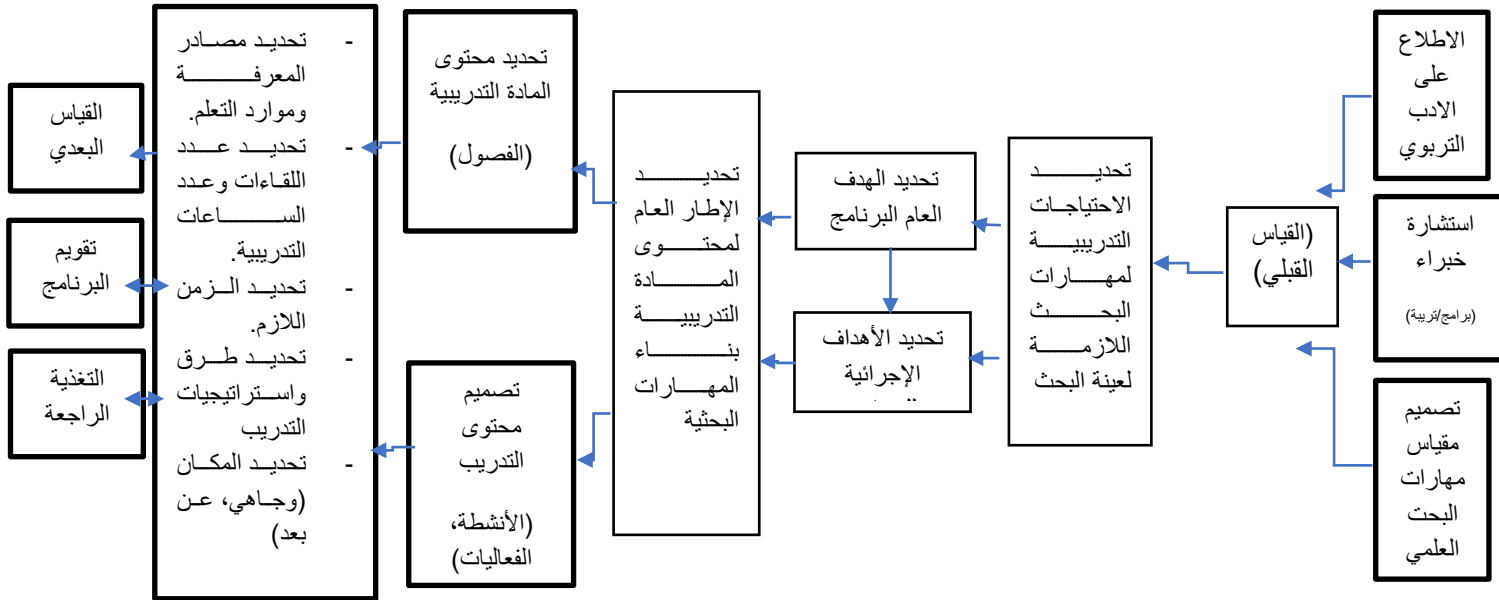 الاطلاع
على
الادب
التربوي
استشارة
خبراء
(برامج/تربية)
تصميم
مقياس
مهارات
البحت
العلمي
(القياس
القبلي)
تحديد
الاحتياجات
التدريبية
لمهارات
البحث
اللازمة
لعينة البحث
تحديد الهدف
العام البرنامج
تحديد الأهداف
الإجرائية
تحديد
الإطار العام
لمحتوى
المادة
التدريبية
بناء
المهارات
البحثية
تحديد محتوى
المادة التدريبية
(الفصول)
تصميم
محتوى
التدريب
(الأنشطة،
الفعاليات)
- تحديد مصادر
المعرفة
وموارد التعلم.
- تحديد عدد
اللقاءات وعدد
الساعات
التدريبية.
- تحديد الزمن
اللازم.
- تحديد طرق
واستراتيجيات
التدريب
- تحديد المكان
(وجاهي، عن
بعد)
القياس
البعدي
تقويم
البرنامج
التغذية
الراجعة